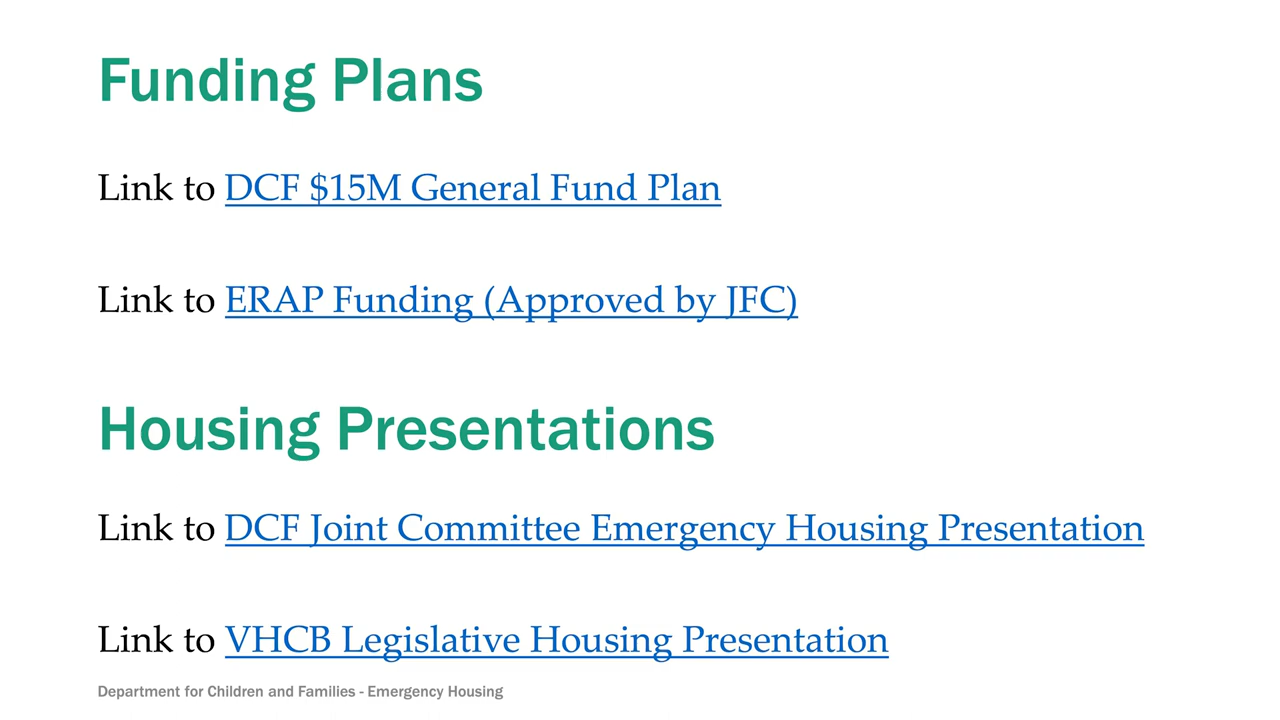 Funding Plans
Link to DCF $15M General Fund Plan
Link to ERAP Funding (Approved by JFC)
Housing Presentations
Link to DCF Joint Committee Emergency Housing Presentation
Link to VHCB Legislative Housing Presentation
Department for Children and Families - Emergency Housing